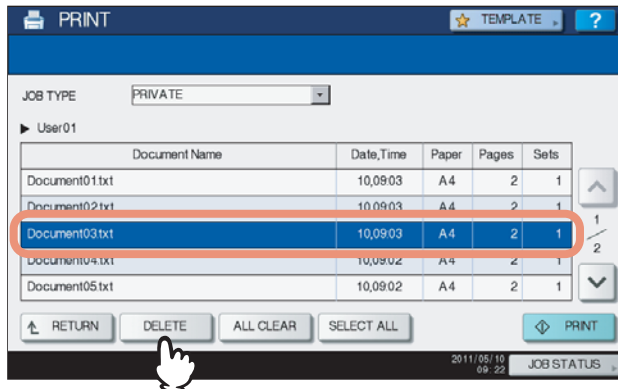 PRINT TEMPLATE ?
JOB TYPE PRIVATE
User01
Document Name Date,Time Paper Pages Sets
Document01.txt 10,09:03 A4 2 1
Document02.txt 10,09:03 A4 2 1
Document03.txt 10,09:03 A4 2 1
Document04.txt 10,09:02 A4 2 1
Document05.txt 10,09:02 A4 2 1
1
2
RETURN DELETE ALL CLEAR SELECT ALL PRINT
2011/05/10
09:22 JOB STATUS